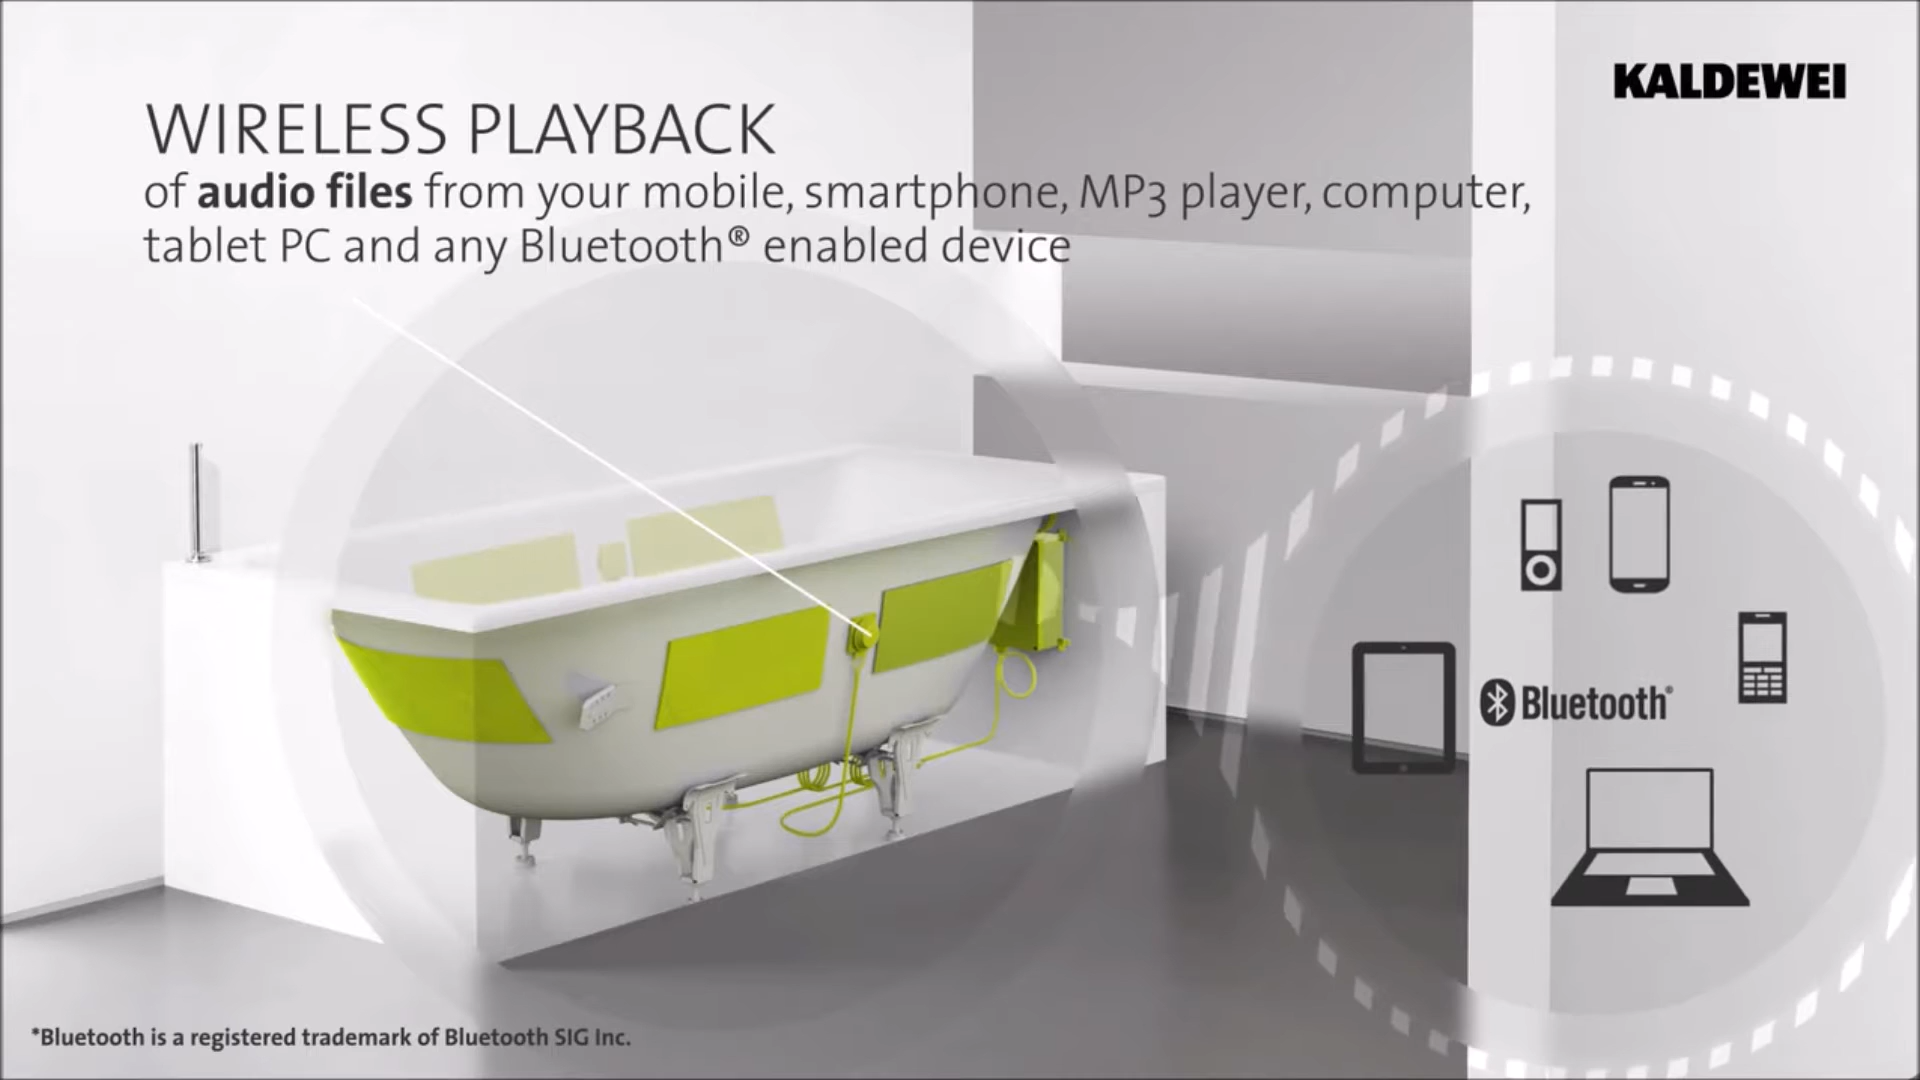 KALDEWEI
WIRELESS PLAYBACK
of audio files from your mobile, smartphone, MP3 player, computer,
tablet PC and any Bluetooth® enabled device
Bluetooth®
*Bluetooth is a registered trademark of Bluetooth SIG Inc.